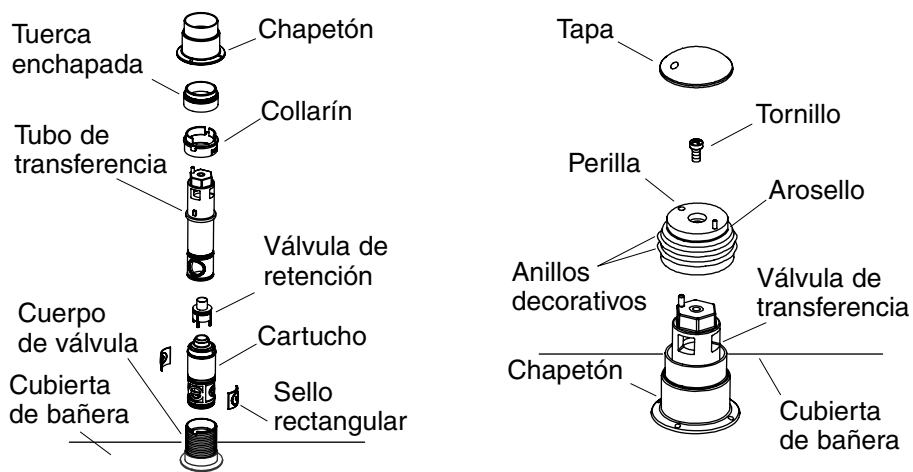 Tuerca
enchapada
Chapetón
Collarín
Tubo de
transferencia
Válvula de
retención
Cuerpo
de válvula
Cartucho
Cubierta
de bañera
Sello
rectangular
Tapa
Tornillo
Perilla
Arosello
Anillos
decorativos
Válvula de
transferencia
Chapetón
Cubierta
de bañera